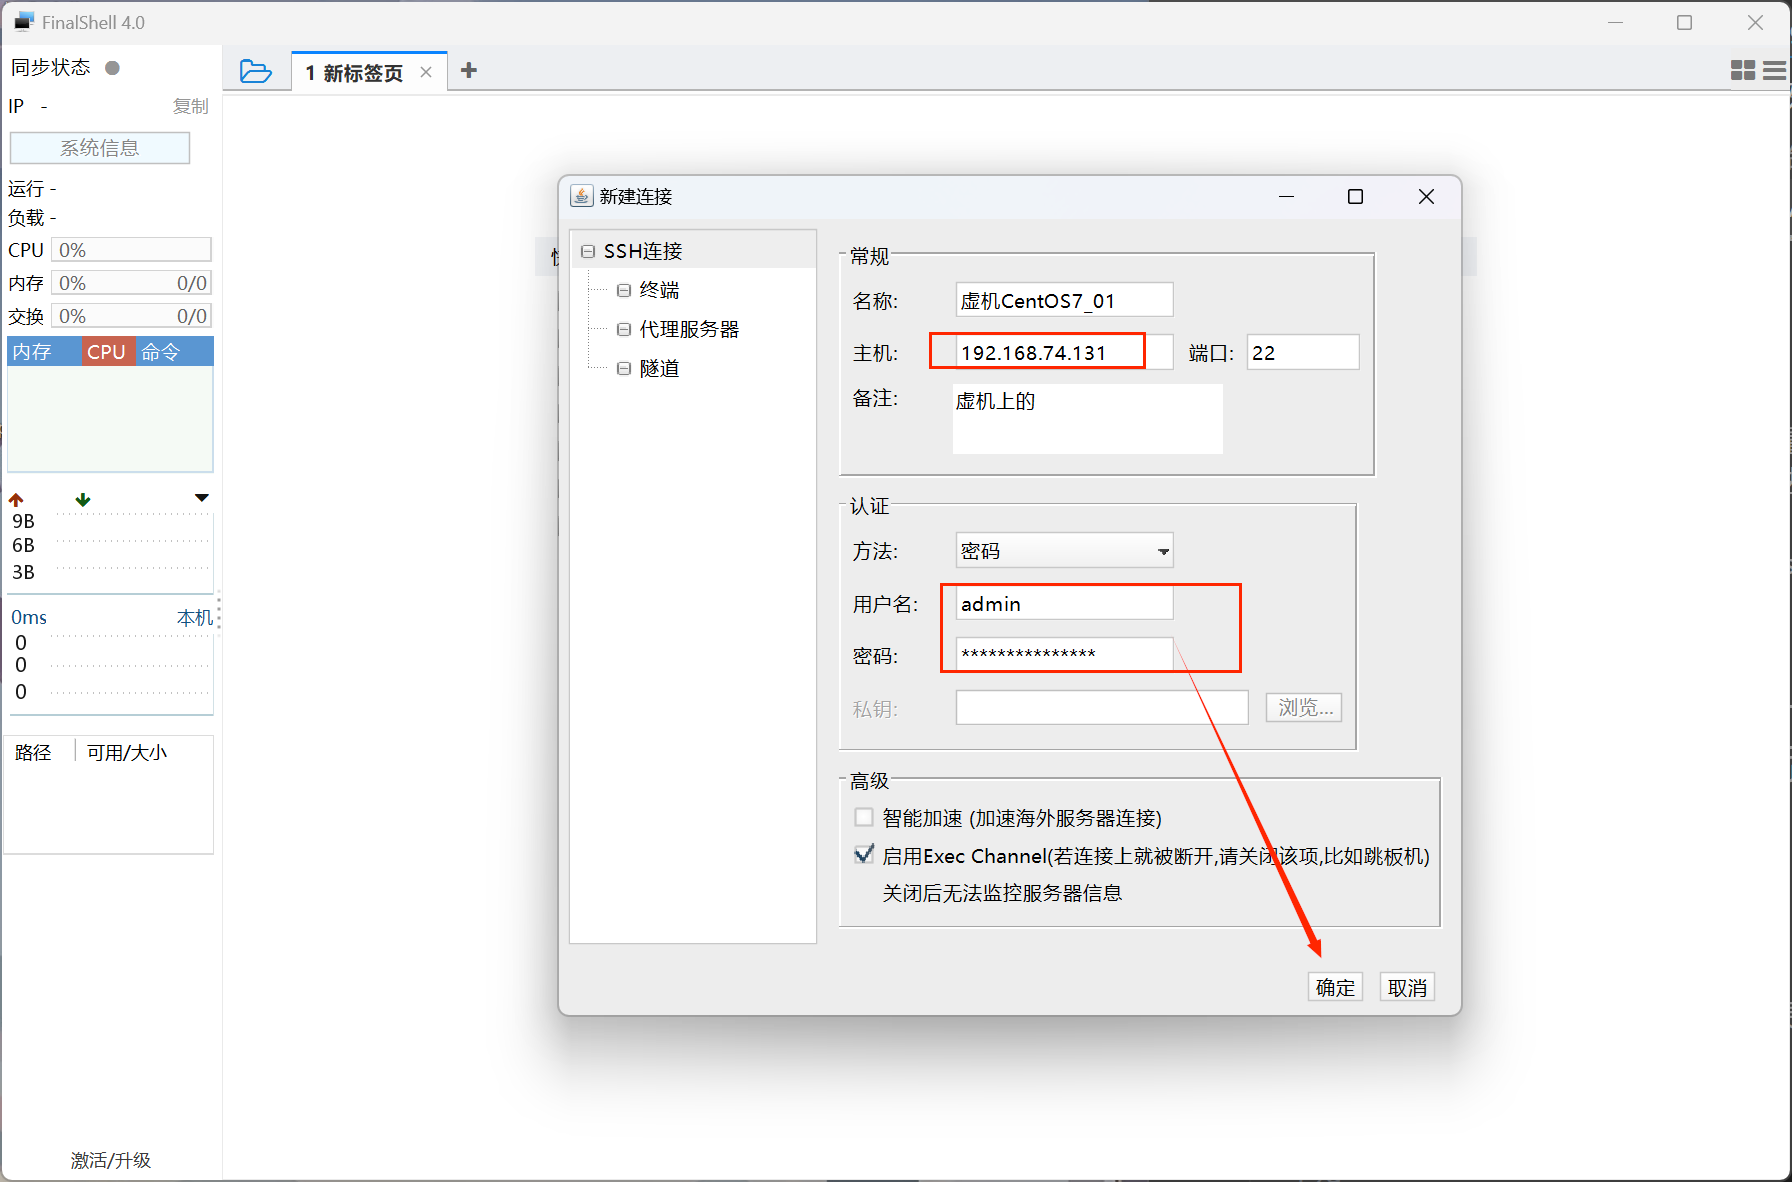 FinalShell 4.0
同步状态
IP -
复制
系统信息
运行 -
负载 -
CPU 0%
内存 0% 0/0
交换 0% 0/0
内存 CPU 命令
9B
6B
3B
0ms 本机
0
0
0
路径 可用/大小
激活/升级
1 新标签页
新建连接
SSH连接
终端
代理服务器
隧道
常规
名称: 虚机CentOS7_01
主机: 192.168.74.131 端口: 22
备注: 虚机上的
认证
方法: 密码
用户名: admin
密码: ***************
私钥: 浏览...
高级
智能加速 (加速海外服务器连接)
启用Exec Channel(若连接上就被断开,请关闭该项,比如跳板机)
关闭后无法监控服务器信息
确定 取消